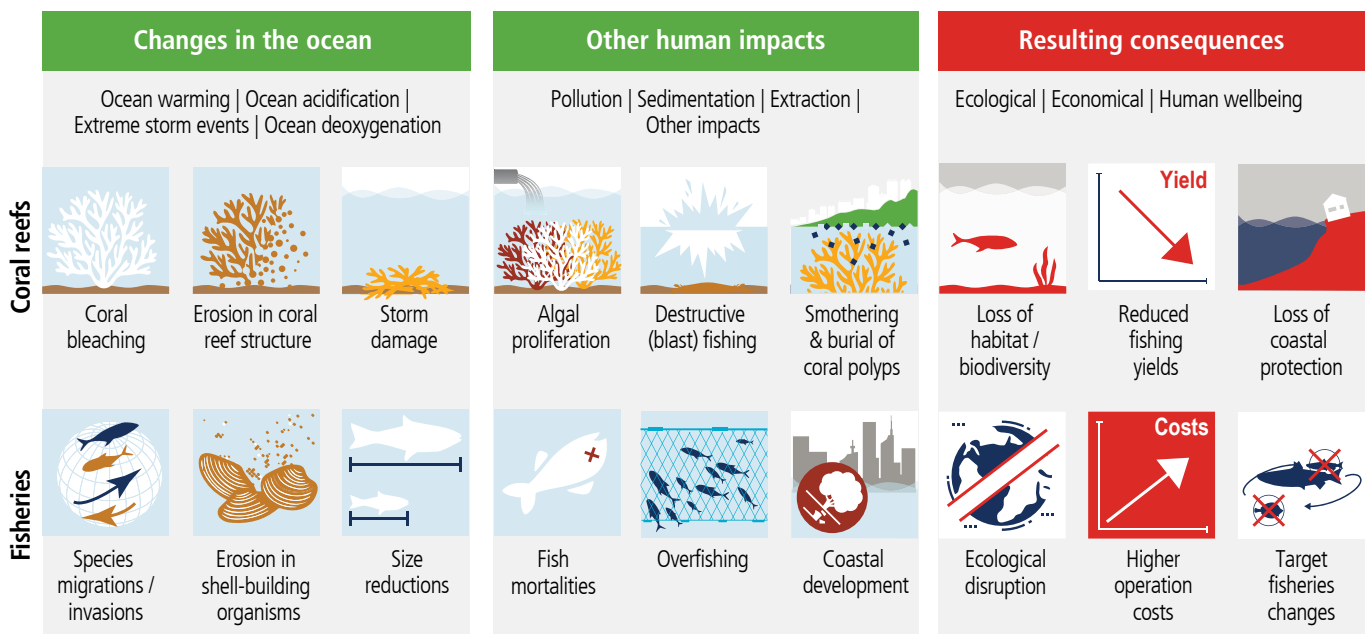 Changes in the ocean
Other human impacts
Resulting consequences
Ocean warming | Ocean acidification |
Extreme storm events | Ocean deoxygenation
Pollution | Sedimentation | Extraction |
Other impacts
Ecological | Economical | Human wellbeing
Coral reefs
Coral
bleaching
Erosion in coral
reef structure
Storm
damage
Algal
proliferation
Destructive
(blast) fishing
Smothering
& burial of
coral polyps
Loss of
habitat /
biodiversity
Yield
Reduced
fishing
yields
Loss of
coastal
protection
Fisheries
Species
migrations /
invasions
Erosion in
shell-building
organisms
Size
reductions
Fish
mortalities
Overfishing
Coastal
development
Ecological
disruption
Costs
Higher
operation
costs
Target
fisheries
changes